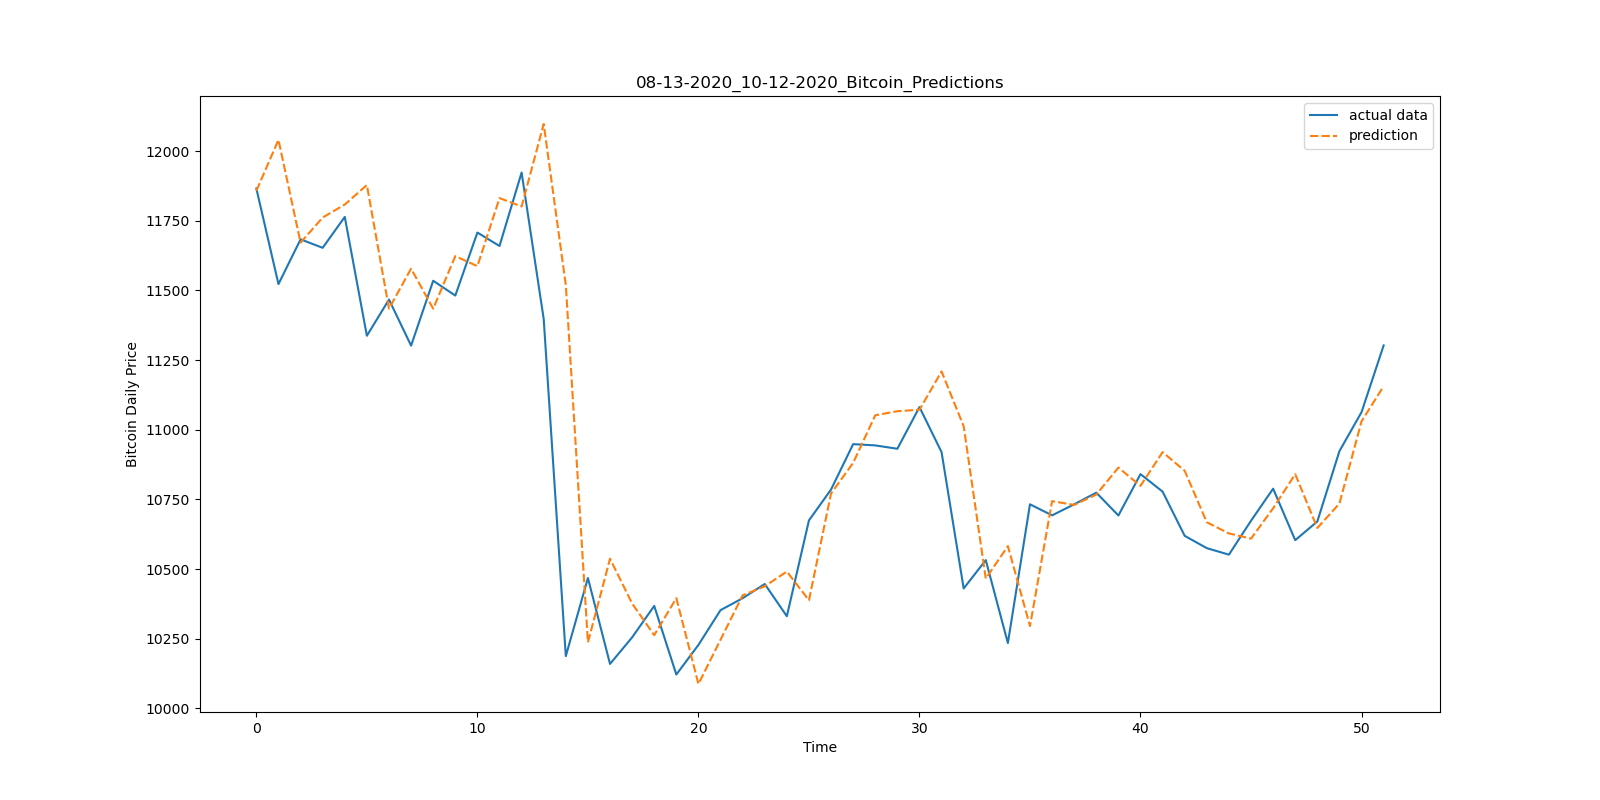 08-13-2020_10-12-2020_Bitcoin_Predictions
actual data
prediction
12000
11750
11500
11250
11000
10750
10500
10250
10000
Bitcoin Daily Price
0 10 20 30 40 50
Time